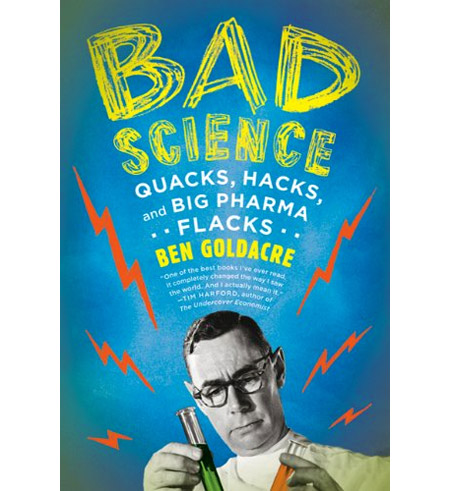 BAD
SCIENCE
QUACKS, HACKS,
and BIG PHARMA
· · FLACKS · ·
BEN GOLDACRE
"One of the best books I've ever read.
It completely changed the way I saw
the world. And I actually mean it."
—TIM HARFORD, author of
The Undercover Economist